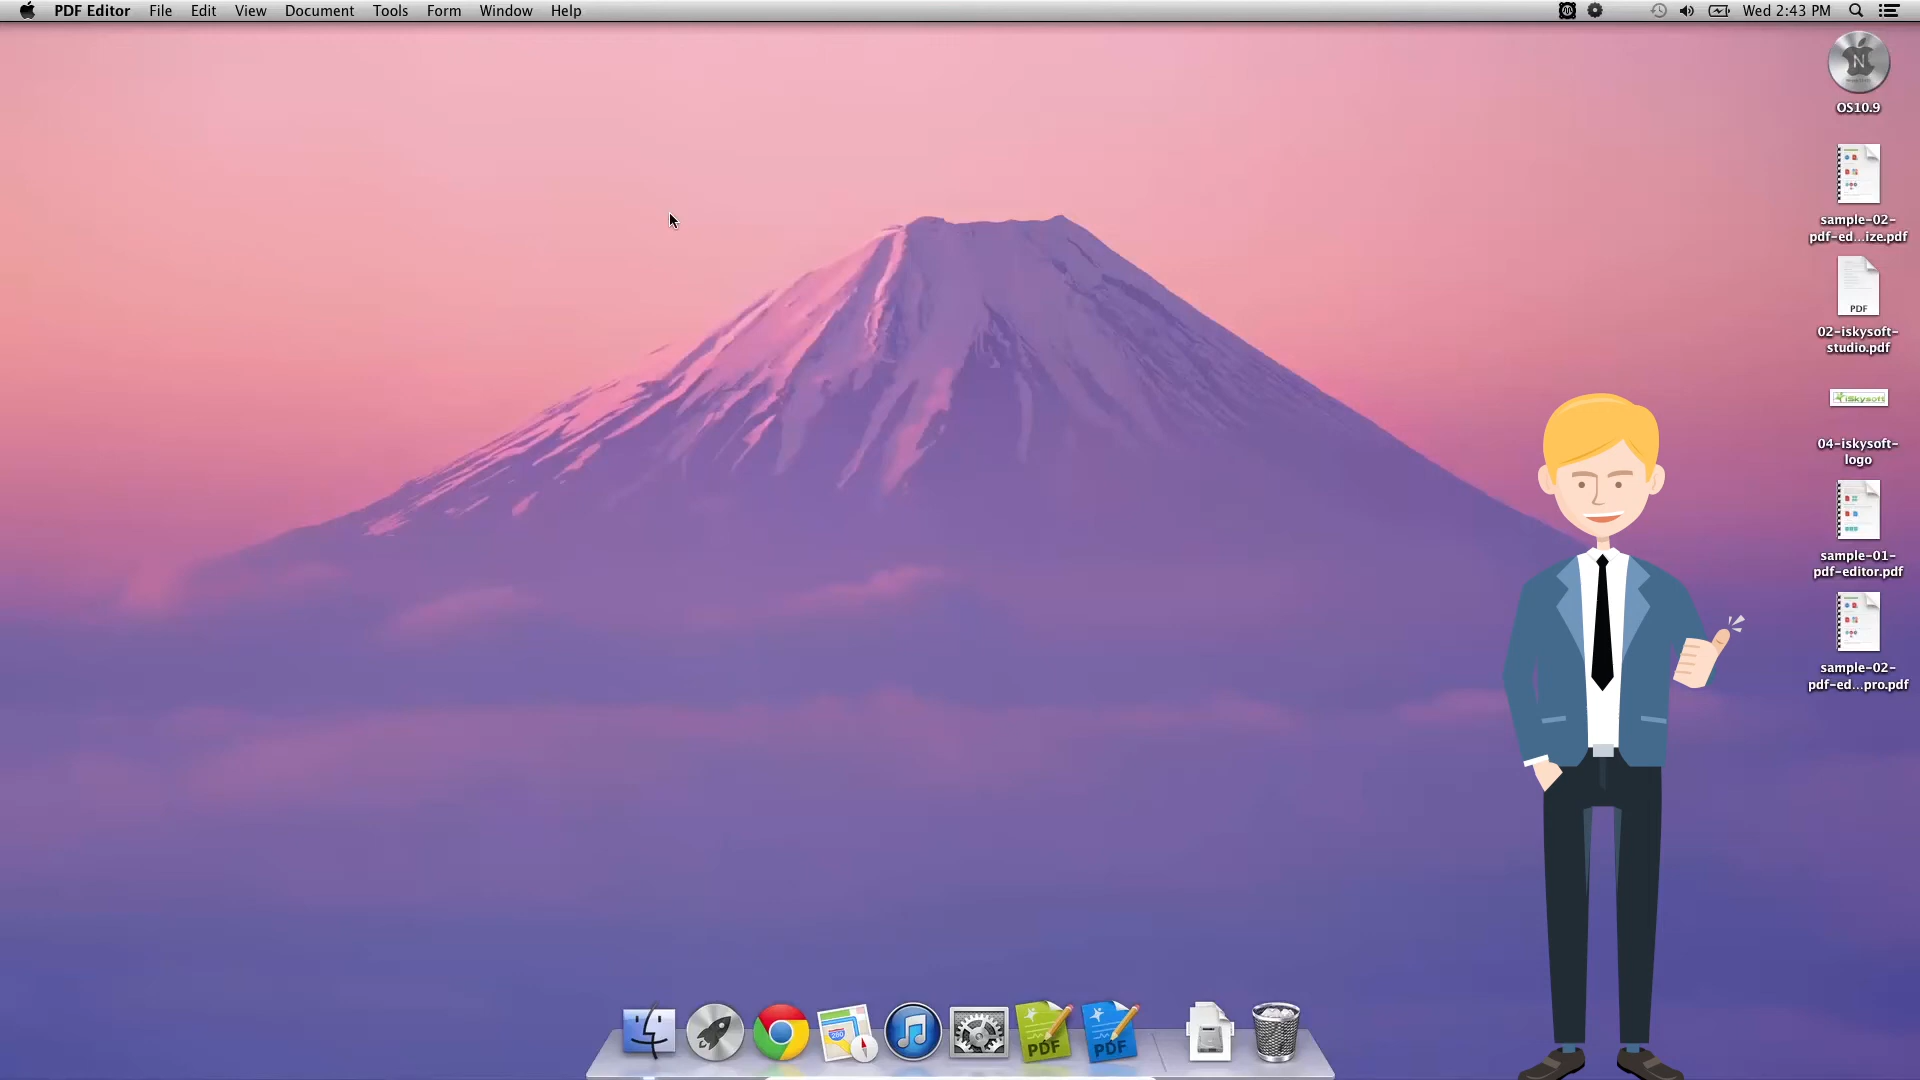 PDF Editor File Edit View Document Tools Form Window Help Wed 2:43 PM
N
OS10.9
sample-02-
pdf-ed...ize.pdf
PDF
02-iskysoft-
studio.pdf
iSkysoft
04-iskysoft-
logo
sample-01-
pdf-editor.pdf
sample-02-
pdf-ed...pro.pdf
280
PDF
PDF